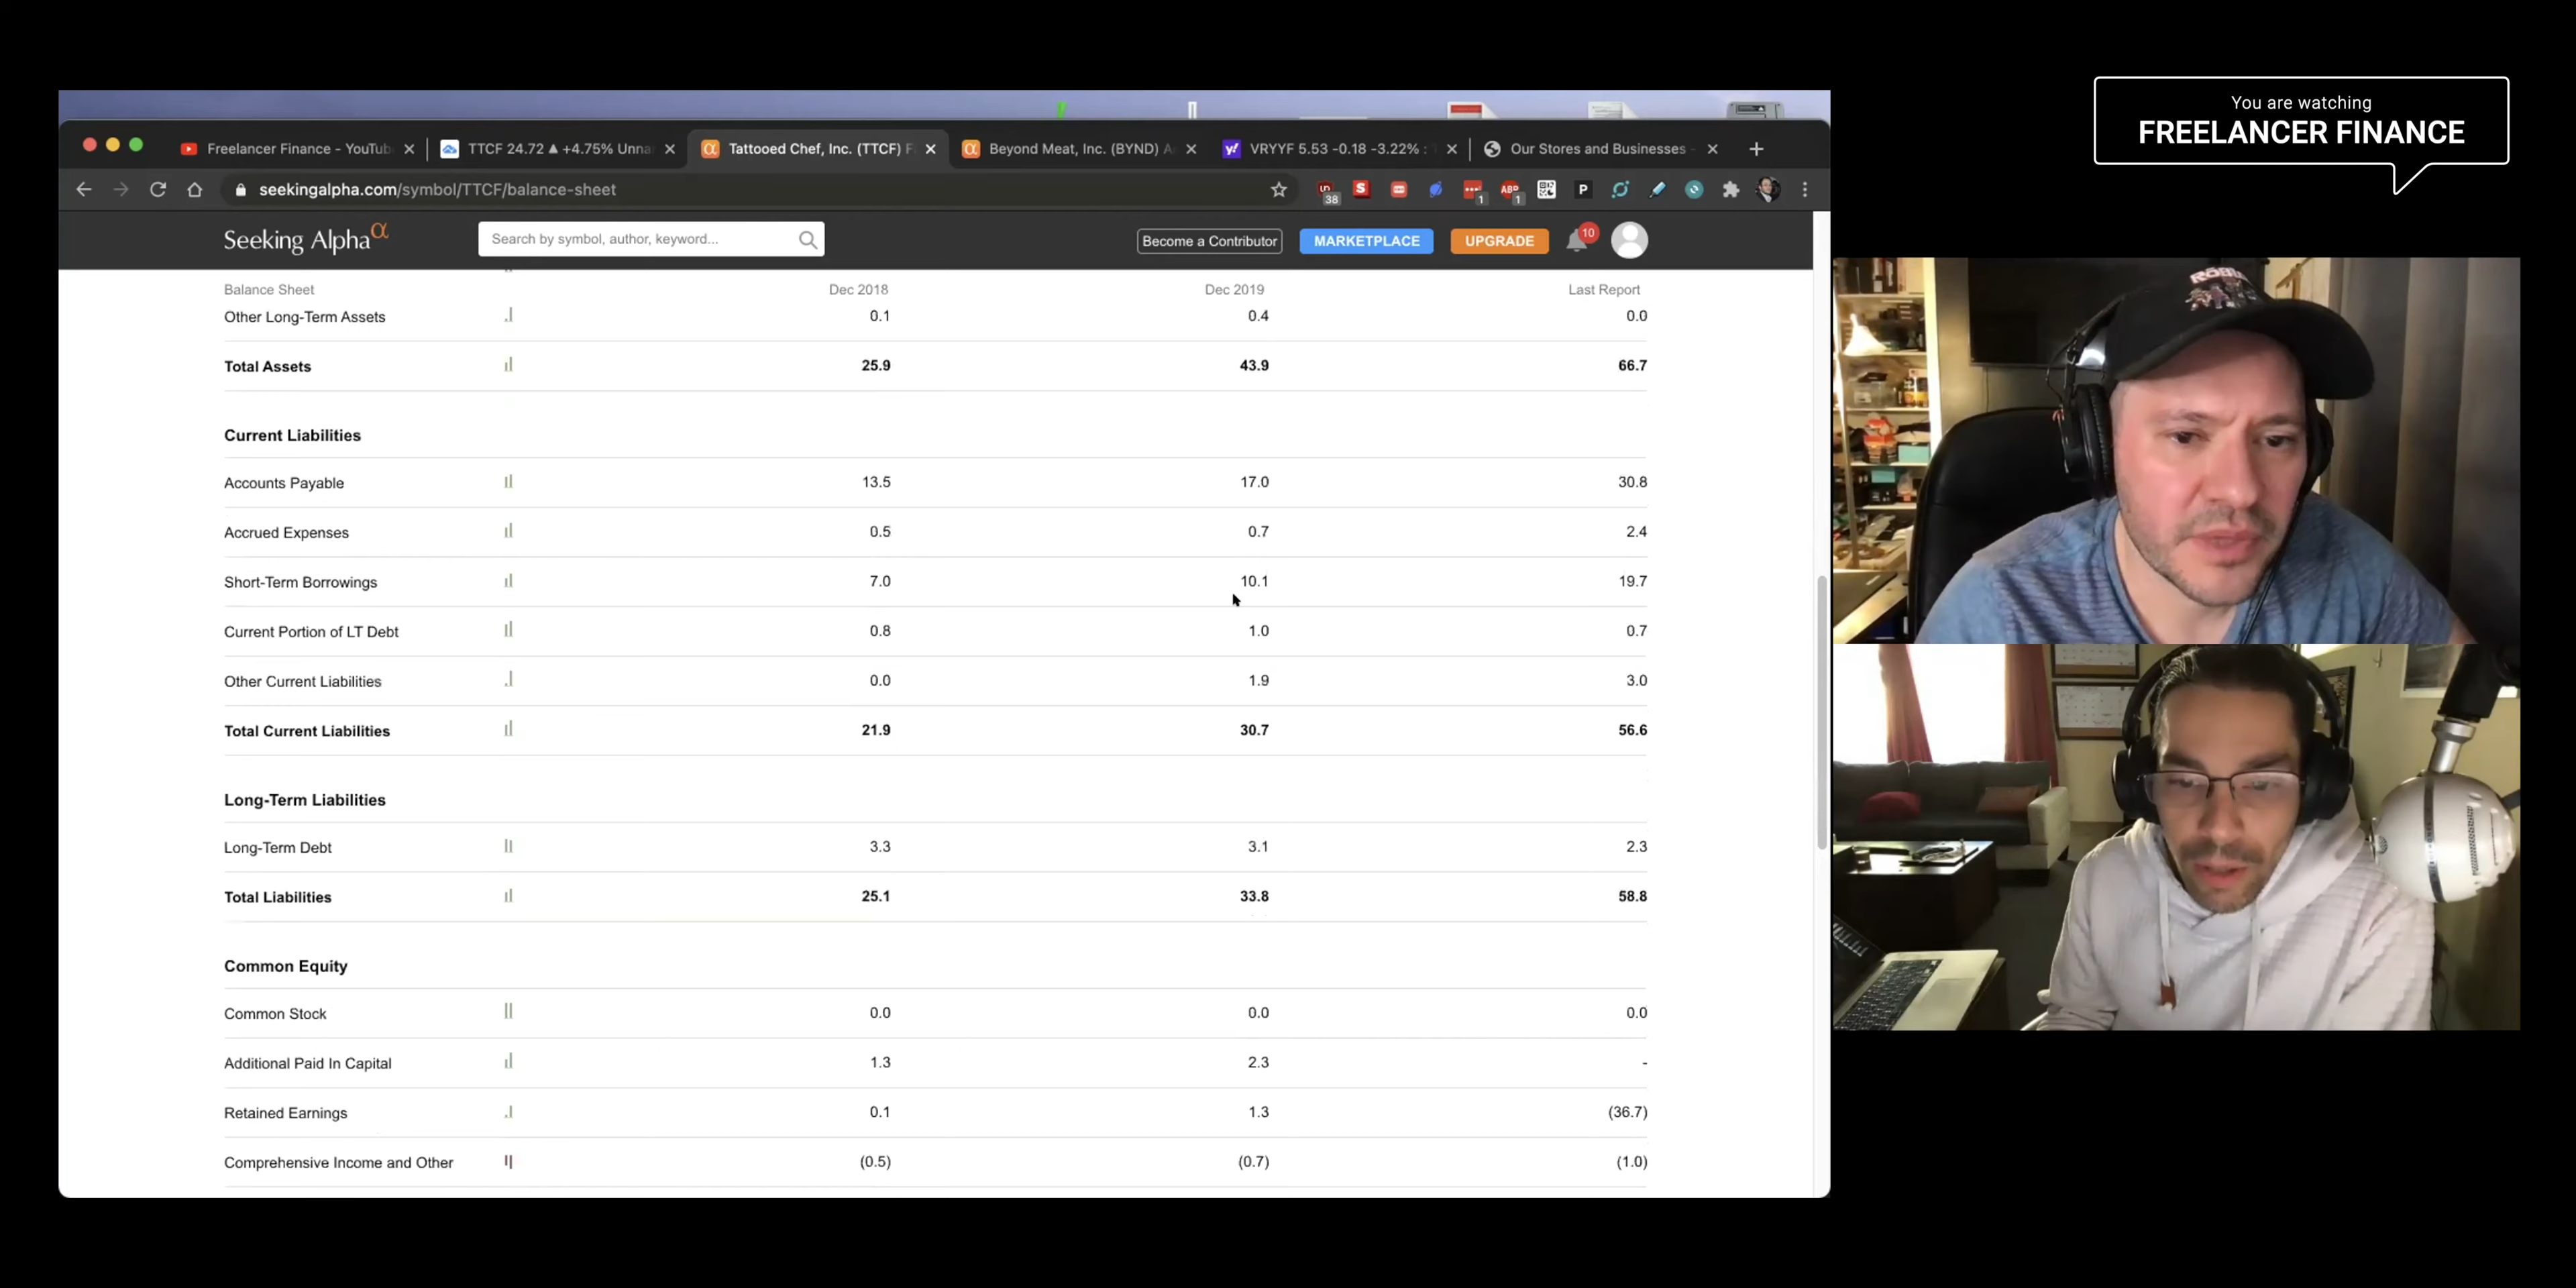 You are watching
FREELANCER FINANCE
Freelancer Finance - YouTub
TTCF 24.72 ▲ +4.75% Unna
Tattooed Chef, Inc. (TTCF) F
Beyond Meat, Inc. (BYND) A
VRYYF 5.53 -0.18 -3.22% :
Our Stores and Businesses -
seekingalpha.com/symbol/TTCF/balance-sheet
38
S
1
ABP
1
P
Seeking Alpha α
Search by symbol, author, keyword...
Become a Contributor
MARKETPLACE
UPGRADE
10
Balance Sheet Dec 2018 Dec 2019 Last Report
Other Long-Term Assets 0.1 0.4 0.0
Total Assets 25.9 43.9 66.7
Current Liabilities
Accounts Payable 13.5 17.0 30.8
Accrued Expenses 0.5 0.7 2.4
Short-Term Borrowings 7.0 10.1 19.7
Current Portion of LT Debt 0.8 1.0 0.7
Other Current Liabilities 0.0 1.9 3.0
Total Current Liabilities 21.9 30.7 56.6
Long-Term Liabilities
Long-Term Debt 3.3 3.1 2.3
Total Liabilities 25.1 33.8 58.8
Common Equity
Common Stock 0.0 0.0 0.0
Additional Paid In Capital 1.3 2.3 -
Retained Earnings 0.1 1.3 (36.7)
Comprehensive Income and Other (0.5) (0.7) (1.0)